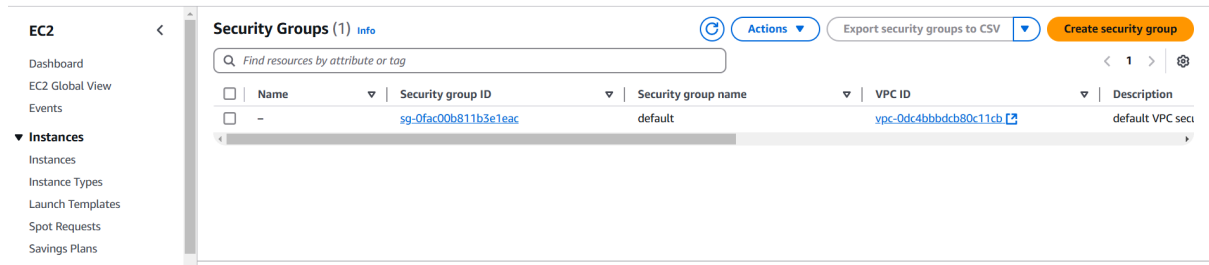 EC2
Dashboard
EC2 Global View
Events
Instances
Instances
Instance Types
Launch Templates
Spot Requests
Savings Plans
Security Groups (1) Info
Actions
Export security groups to CSV
Create security group
Find resources by attribute or tag
1
Name Security group ID Security group name VPC ID Description
– sg-0fac00b811b3e1eac default vpc-0dc4bbbdcb80c11cb default VPC secu